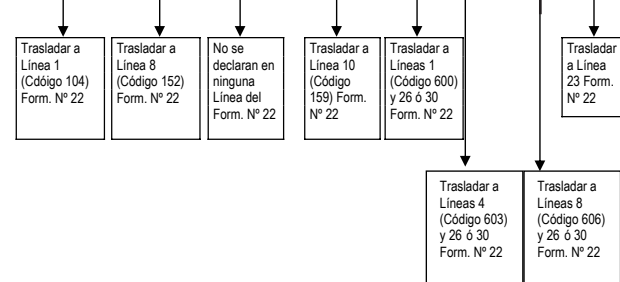 Trasladar a
Línea 1
(Cdóigo 104)
Form. Nº 22
Trasladar a
Línea 8
(Código 152)
Form. Nº 22
No se
declaran en
ninguna
Línea del
Form. Nº 22
Trasladar a
Línea 10
(Código
159) Form.
Nº 22
Trasladar a
Líneas 1
(Código 600)
y 26 ó 30
Form. Nº 22
Trasladar
a Línea
23 Form.
Nº 22
Trasladar a
Líneas 4
(Código 603)
y 26 ó 30
Form. Nº 22
Trasladar a
Líneas 8
(Código 606)
y 26 ó 30
Form. Nº 22